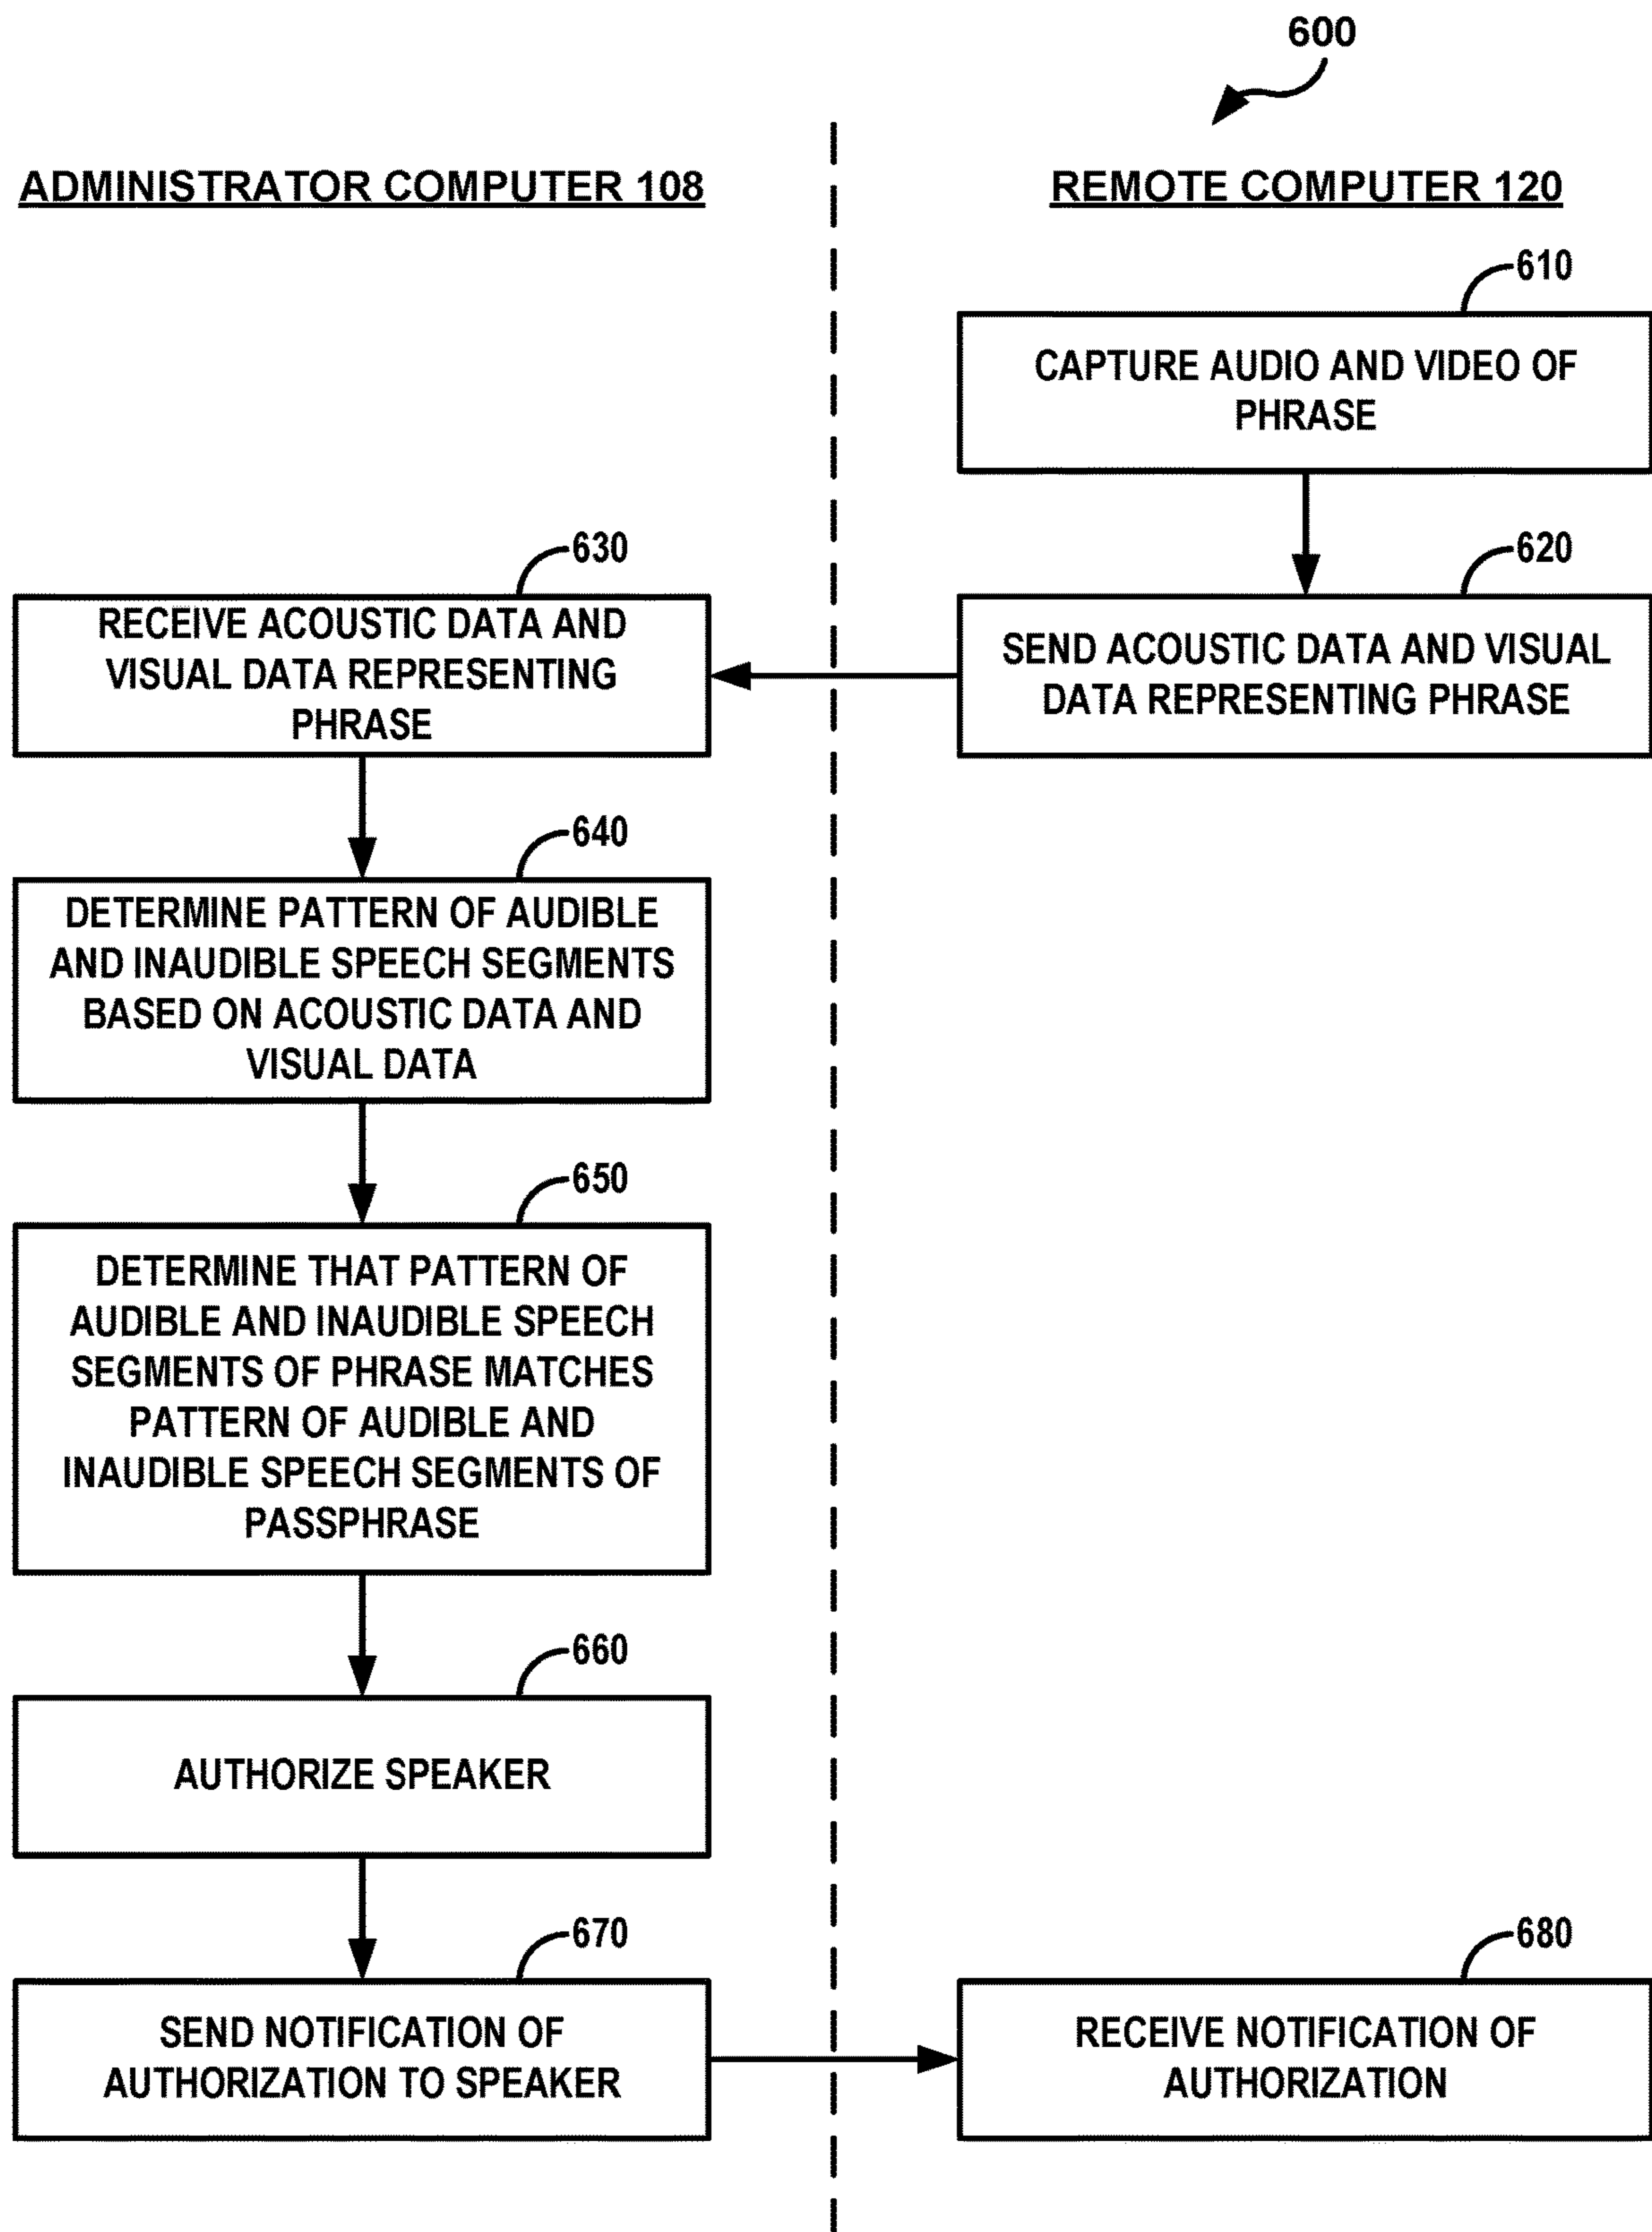 600
ADMINISTRATOR COMPUTER 108
REMOTE COMPUTER 120
610
CAPTURE AUDIO AND VIDEO OF
PHRASE
620
SEND ACOUSTIC DATA AND VISUAL
DATA REPRESENTING PHRASE
630
RECEIVE ACOUSTIC DATA AND
VISUAL DATA REPRESENTING
PHRASE
640
DETERMINE PATTERN OF AUDIBLE
AND INAUDIBLE SPEECH SEGMENTS
BASED ON ACOUSTIC DATA AND
VISUAL DATA
650
DETERMINE THAT PATTERN OF
AUDIBLE AND INAUDIBLE SPEECH
SEGMENTS OF PHRASE MATCHES
PATTERN OF AUDIBLE AND
INAUDIBLE SPEECH SEGMENTS OF
PASSPHRASE
660
AUTHORIZE SPEAKER
670
SEND NOTIFICATION OF
AUTHORIZATION TO SPEAKER
680
RECEIVE NOTIFICATION OF
AUTHORIZATION